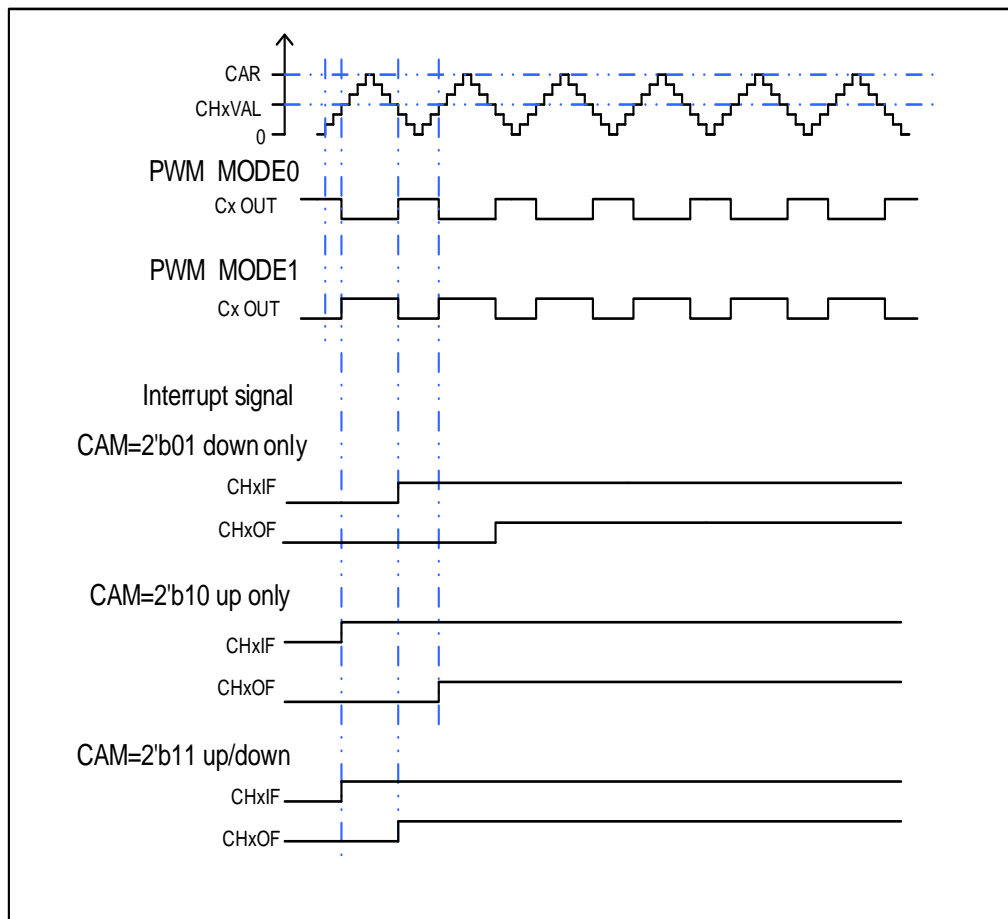 CAR
CHxVAL
0
PWM MODE0
Cx OUT
PWM MODE1
Cx OUT
Interrupt signal
CAM=2'b01 down only
CHxIF
CHxOF
CAM=2'b10 up only
CHxIF
CHxOF
CAM=2'b11 up/down
CHxIF
CHxOF